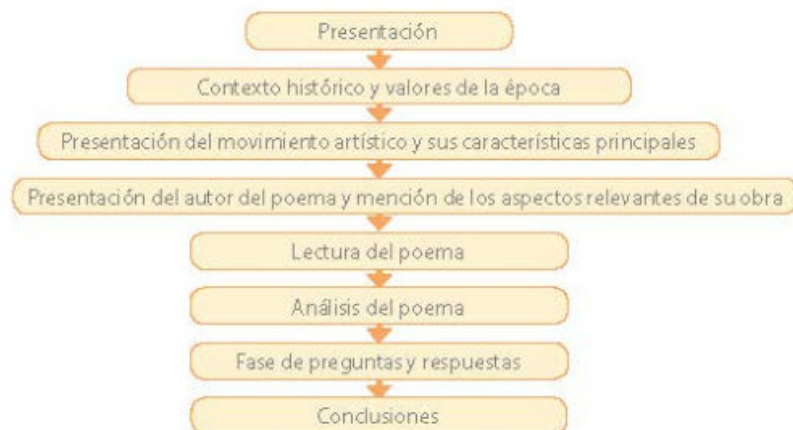 Presentación
Contexto histórico y valores de la época
Presentación del movimiento artístico y sus características principales
Presentación del autor del poema y mención de los aspectos relevantes de su obra
Lectura del poema
Análisis del poema
Fase de preguntas y respuestas
Conclusiones